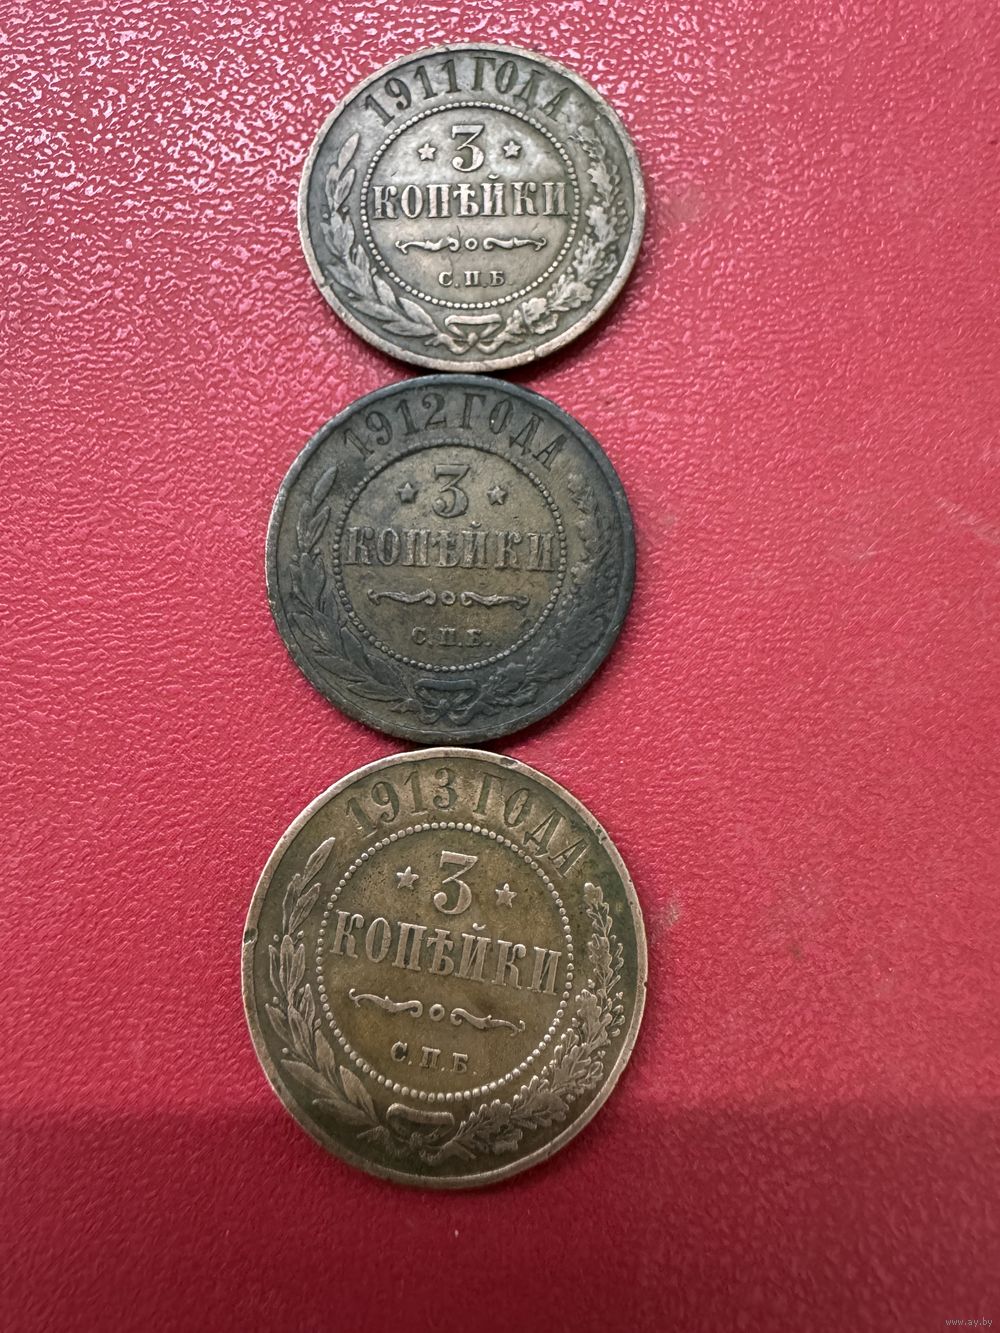 1911 ГОДА
3
КОПѢЙКИ
С.П.Б
1912 ГОДА
3
КОПѢЙКИ
С.П.Б.
1913 ГОДА
3
КОПѢЙКИ
С.П.Б.
www.ay.by